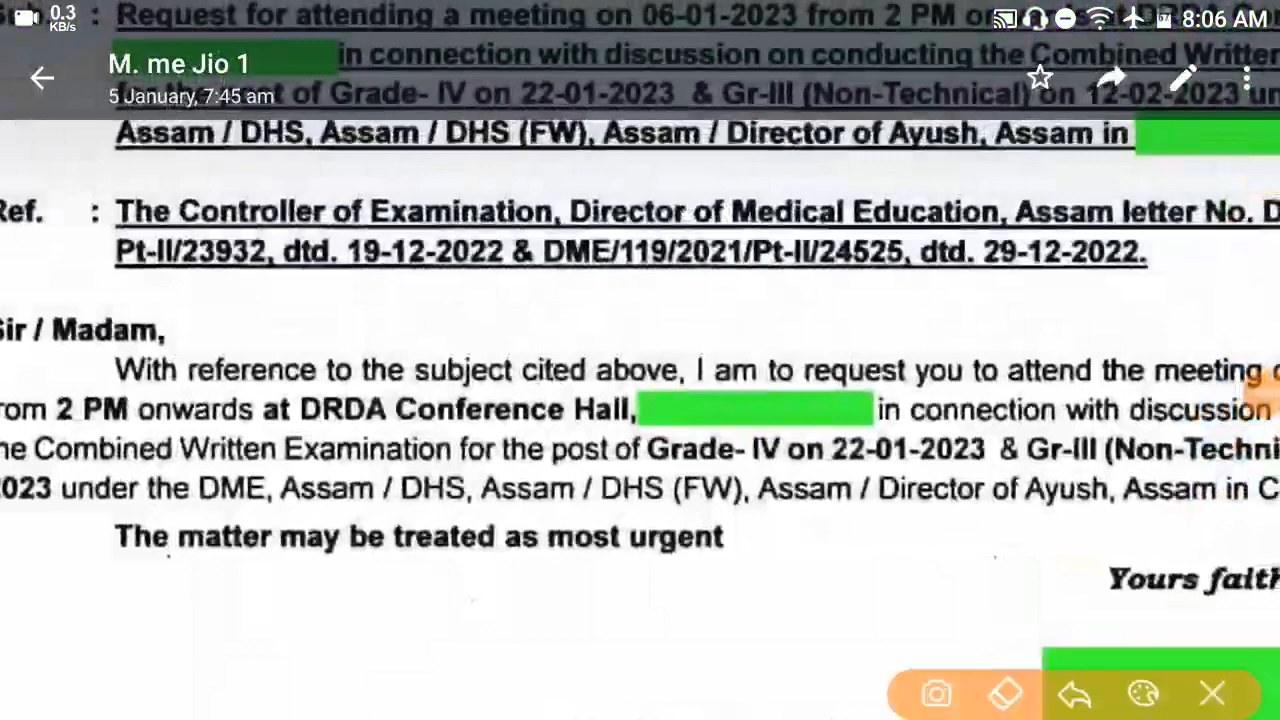 0.3
KB/s
8:06 AM
: Request for attending a meeting on 06-01-2023 from 2 PM
M. me Jio 1
5 January, 7:45 am
in connection with discussion on conducting the Combined Written
of Grade- IV on 22-01-2023 & Gr-III (Non-Technical) on 12-02-2023
Assam / DHS, Assam / DHS (FW), Assam / Director of Ayush, Assam in
Ref. : The Controller of Examination, Director of Medical Education, Assam letter No. D
Pt-II/23932, dtd. 19-12-2022 & DME/119/2021/Pt-II/24525, dtd. 29-12-2022.
Sir / Madam,
With reference to the subject cited above, I am to request you to attend the meeting
rom 2 PM onwards at DRDA Conference Hall, in connection with discussion
he Combined Written Examination for the post of Grade- IV on 22-01-2023 & Gr-III (Non-Techni
023 under the DME, Assam / DHS, Assam / DHS (FW), Assam / Director of Ayush, Assam in C
The matter may be treated as most urgent
Yours faith